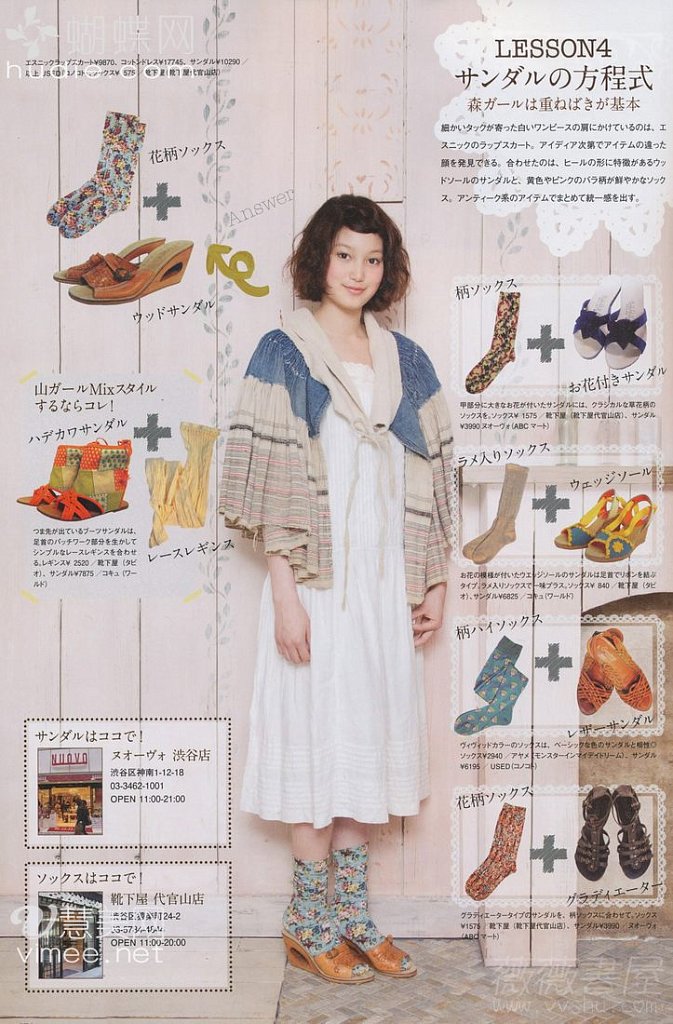 蝴蝶网
エスニックラップスカート¥9870、コットンドレス¥17745、サンダル¥10290
LESSON4
サンダルの方程式
森ガールは重ねばきが基本
細かいタックが寄った白いワンピースの肩にかけているのは、エ
スニックのラップスカート。アイディア次第でアイテムの違った
顔を発見できる。合わせたのは、ヒールの形に特徴があるウッ
ドソールのサンダルと、黄色やピンクのバラ柄が鮮やかなソック
ス。アンティーク系のアイテムでまとめて統一感を出す。
花柄ソックス
Answer
ウッドサンダル
山ガールMixスタイル
するならコレ!
ハデカワサンダル
レースレギンス
つま先が出ているブーツサンダルは、
足首のパッチワーク部分を生かして
シンプルなレースレギンスを合わせ
る。レギンス¥ 2520／靴下屋（タビ
オ）、サンダル¥7875／コキュ（ワー
ルド）
柄ソックス
お花付きサンダル
甲部分に大きなお花が付いたサンダルには、クラシカルな草花柄の
ソックスを。ソックス¥ 1575／靴下屋（靴下屋代官山店）、サンダル
¥3990 ヌオーヴォ（ABCマート）
ラメ入りソックス
ウェッジソール
お花の模様が付いたウエッジソールのサンダルは足首でリボンを結ぶ
タイプ。ラメ入りソックスで一味プラス。ソックス¥ 840／靴下屋（タビ
オ）、サンダル¥6825／コキュ（ワールド）
柄ハイソックス
レザーサンダル
ヴィヴィッドカラーのソックスは、ベーシックな色のサンダルと相性◎
ソックス¥2940／アヤメ（モンスターインマイデイドリーム）、サンダル
¥6195／USED（コノコト）
花柄ソックス
グラディエーター
グラディエータータイプのサンダルを、柄ソックスに合わせて。ソックス
¥1575／靴下屋（靴下屋代官山店）、サンダル¥3990／ヌオーヴォ
（ABCマート）
サンダルはココで!
NUOVO
ヌオーヴォ 渋谷店
渋谷区神南1-12-18
03-3462-1001
OPEN 11:00-21:00
ソックスはココで!
靴下屋 代官山店
OPEN 11:00-20:00
vimee.net
薇薇書屋